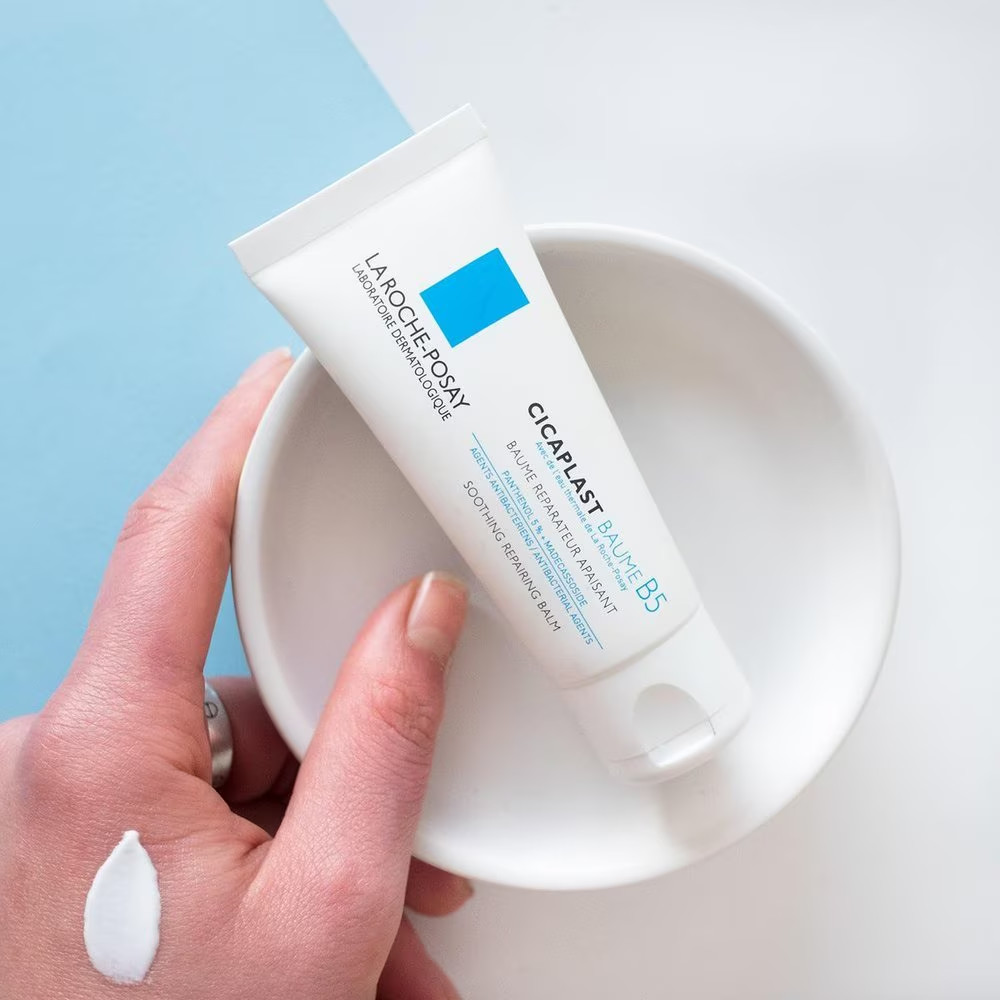 LA ROCHE-POSAY
LABORATOIRE DERMATOLOGIQUE
CICAPLAST BAUME B5
Avec de l'eau thermale de La Roche-Posay
BAUME REPARATEUR APAISANT
PANTHENOL 5 % + MADECASSOSIDE
AGENTS ANTIBACTERIENS / ANTIBACTERIAL AGENTS
SOOTHING REPAIRING BALM
e